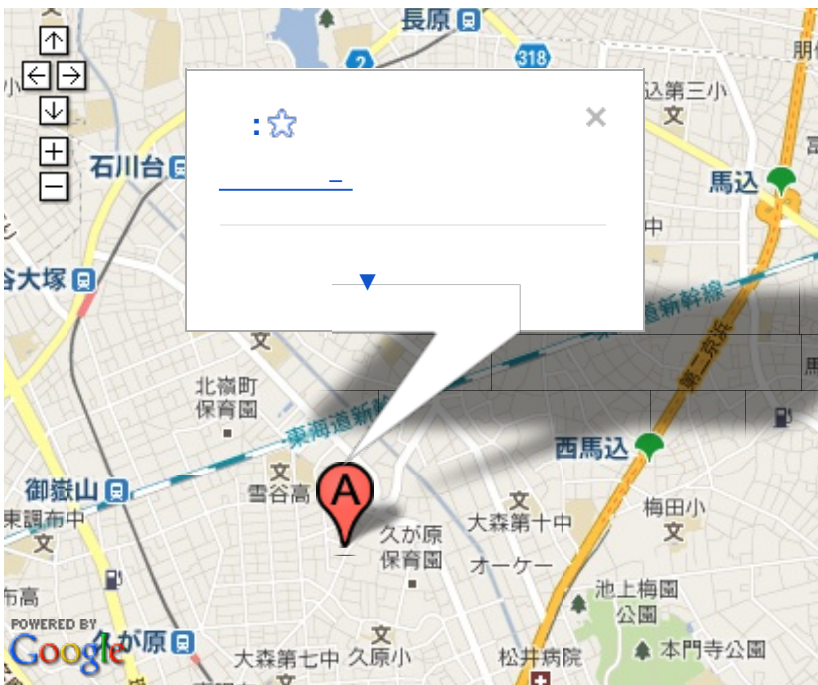 長原
2
318
込第三小
文
石川台
馬込
中
谷大塚
道新幹線
文
第二京浜
北嶺町
保育園
東海道新幹
西馬込
文
雪谷高
A
御嶽山
東調布中
文
文
大森第十中
梅田小
文
久が原
保育園
オーケー
布高
池上梅園
公園
POWERED BY
Google
久が原
文
大森第七中
久原小
松井病院
本門寺公園
文